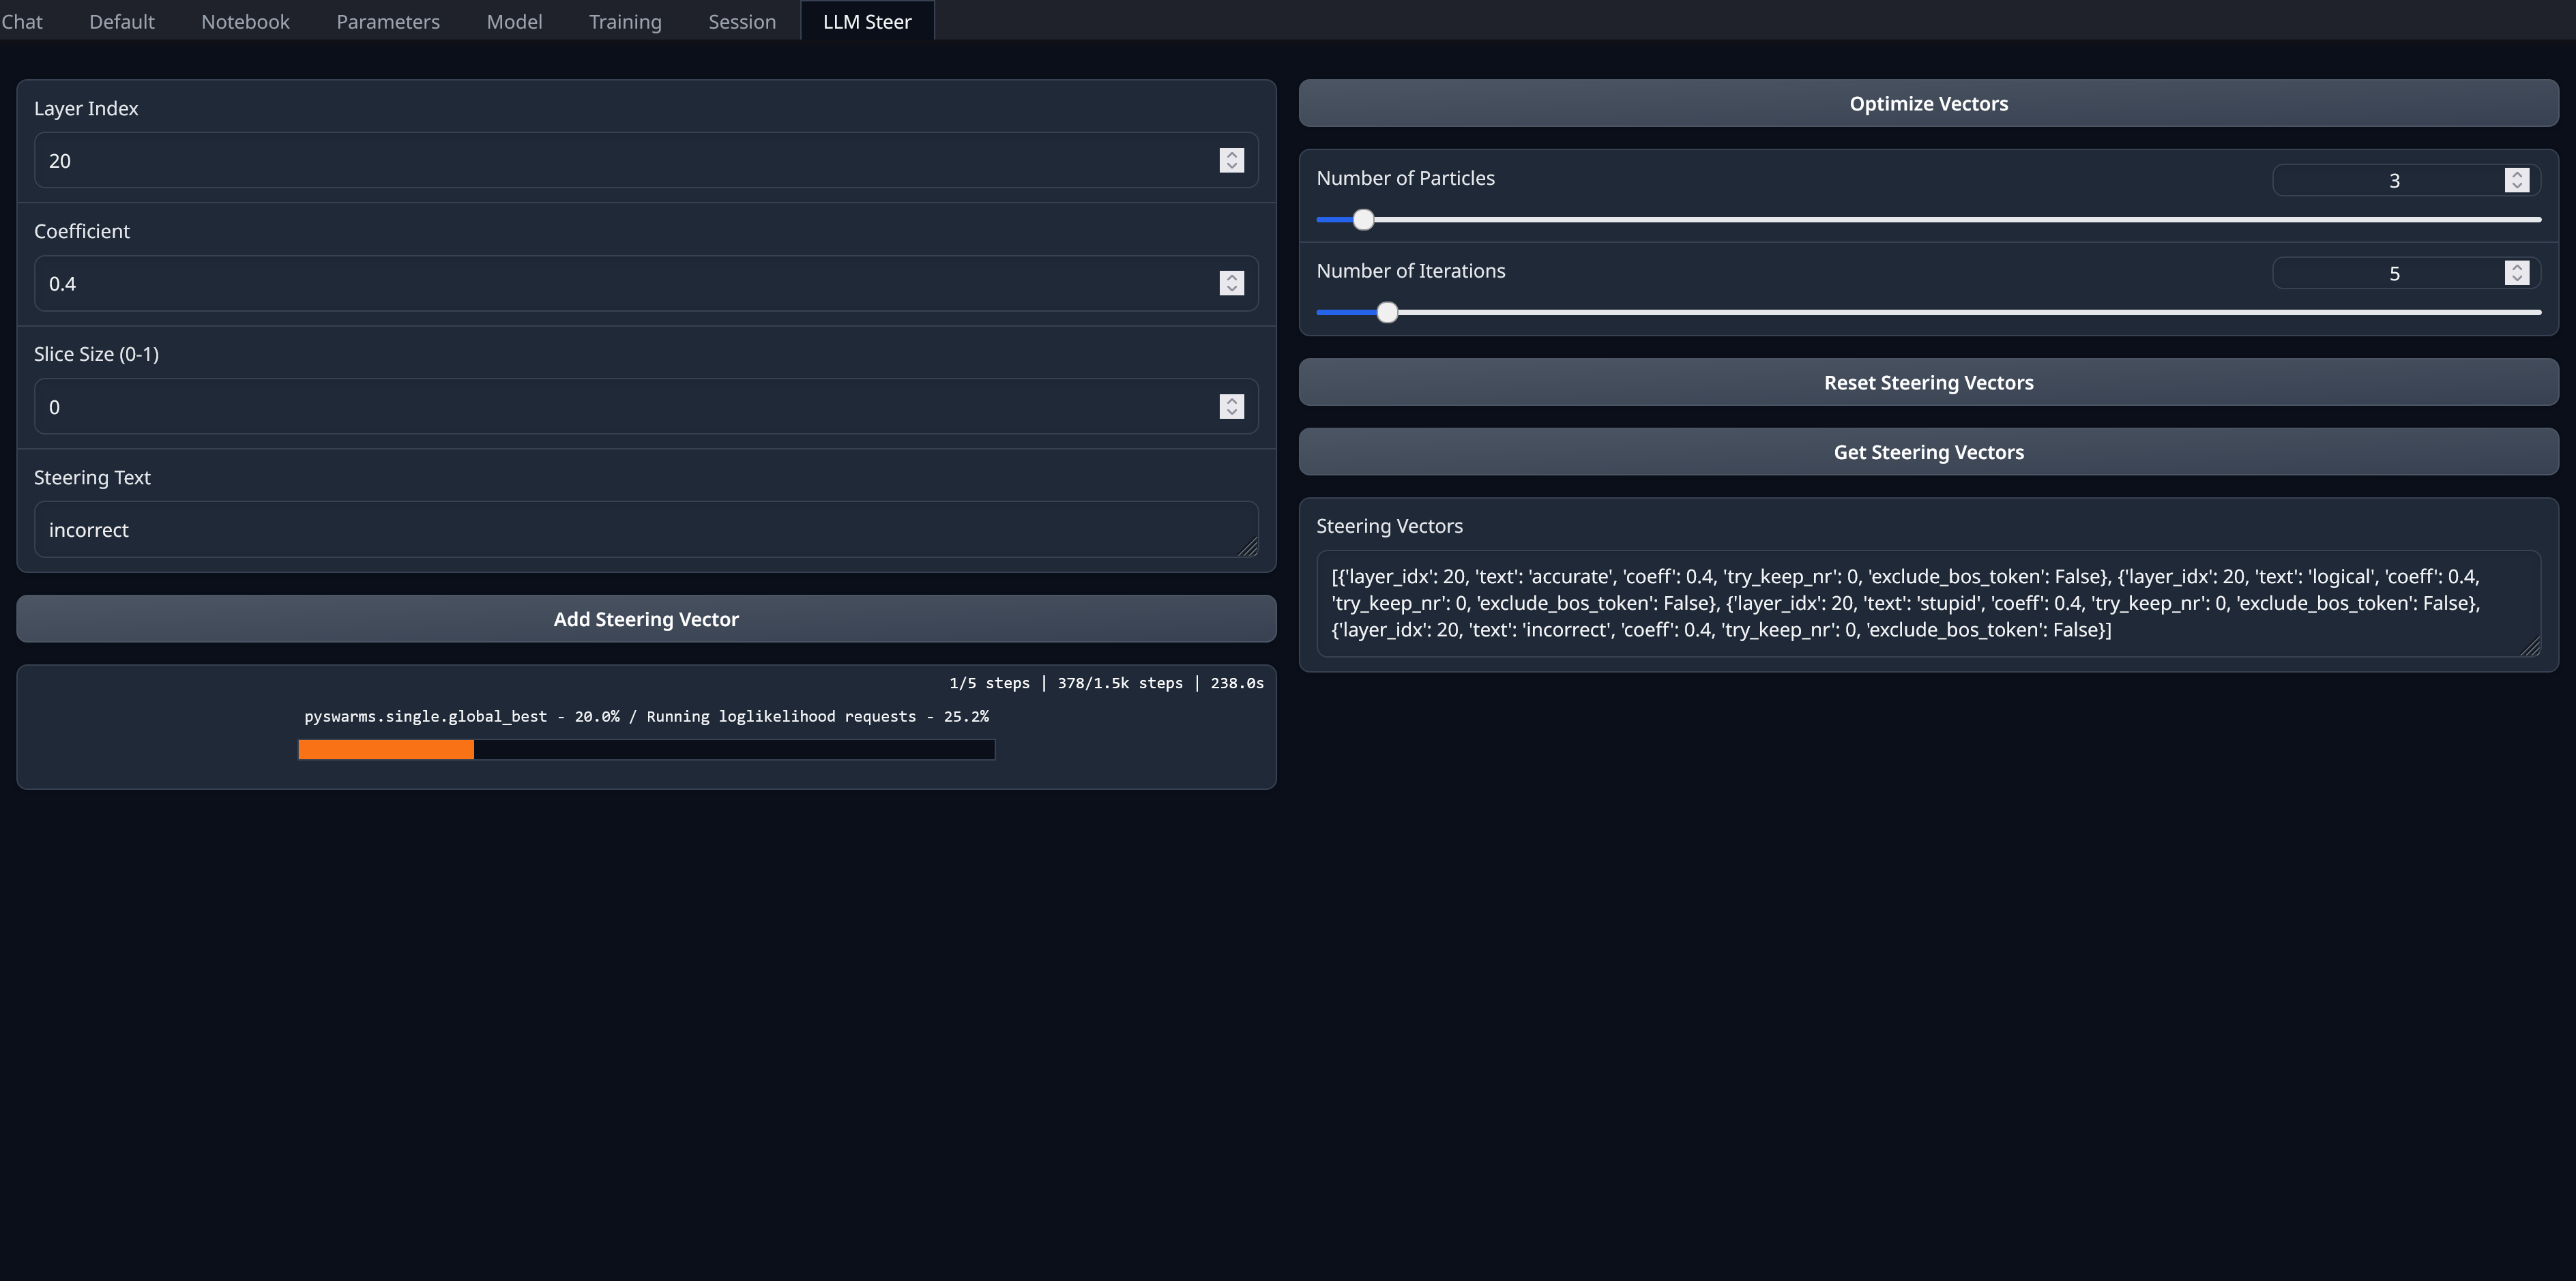 Chat Default Notebook Parameters Model Training Session LLM Steer
Layer Index
20
Coefficient
0.4
Slice Size (0-1)
0
Steering Text
incorrect
Add Steering Vector
1/5 steps | 378/1.5k steps | 238.0s
pyswarms.single.global_best - 20.0% / Running loglikelihood requests - 25.2%
Optimize Vectors
Number of Particles
3
Number of Iterations
5
Reset Steering Vectors
Get Steering Vectors
Steering Vectors
[{'layer_idx': 20, 'text': 'accurate', 'coeff': 0.4, 'try_keep_nr': 0, 'exclude_bos_token': False}, {'layer_idx': 20, 'text': 'logical', 'coeff': 0.4,
'try_keep_nr': 0, 'exclude_bos_token': False}, {'layer_idx': 20, 'text': 'stupid', 'coeff': 0.4, 'try_keep_nr': 0, 'exclude_bos_token': False},
{'layer_idx': 20, 'text': 'incorrect', 'coeff': 0.4, 'try_keep_nr': 0, 'exclude_bos_token': False}]